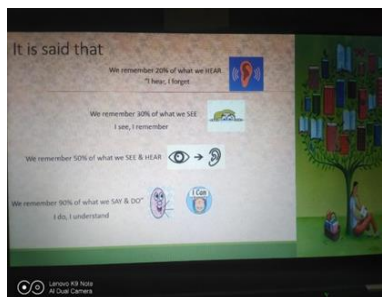 It is said that
We remember 20% of what we HEAR
"I hear, I forget
We remember 30% of what we SEE
I see, I remember
We remember 50% of what we SEE & HEAR
We remember 90% of what we SAY & DO"
I do, I understand
I Can
Lenovo K9 Note
AI Dual Camera